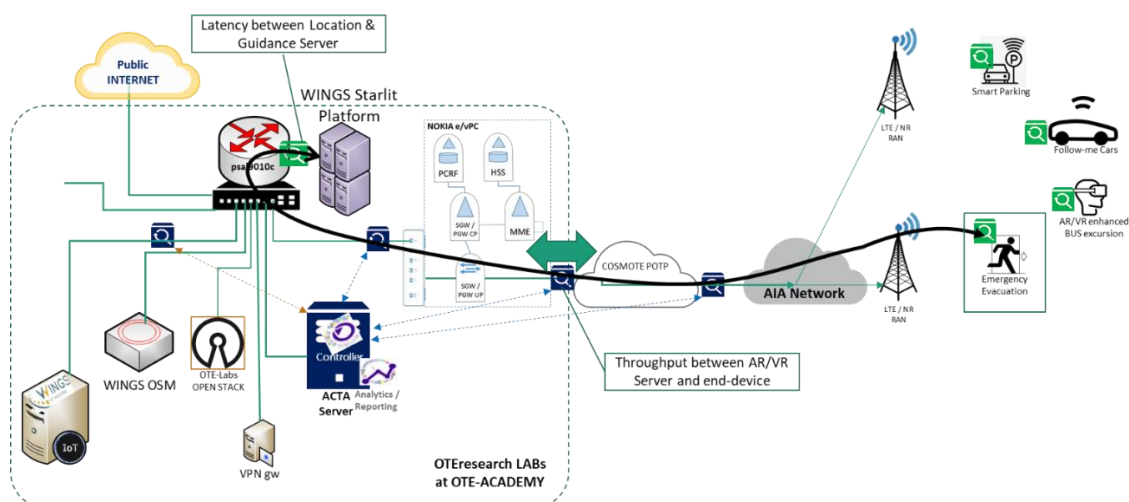 Latency between Location &
Guidance Server
Public
INTERNET
WINGS Starlit
Platform
psal9010c
NOKIA e/vPC
PCRF
HSS
SGW /
PGW CP
MME
SGW /
PGW UP
COSMOTE POTP
AIA Network
LTE / NR
RAN
LTE / NR
RAN
Smart Parking
Follow-me Cars
AR/VR enhanced
BUS excursion
Emergency
Evacuation
Throughput between AR/VR
Server and end-device
WINGS OSM
OTE-Labs
OPEN STACK
Controller
Analytics /
Reporting
ACTA
Server
WINGS
IoT
VPN gw
OTEresearch LABs
at OTE-ACADEMY